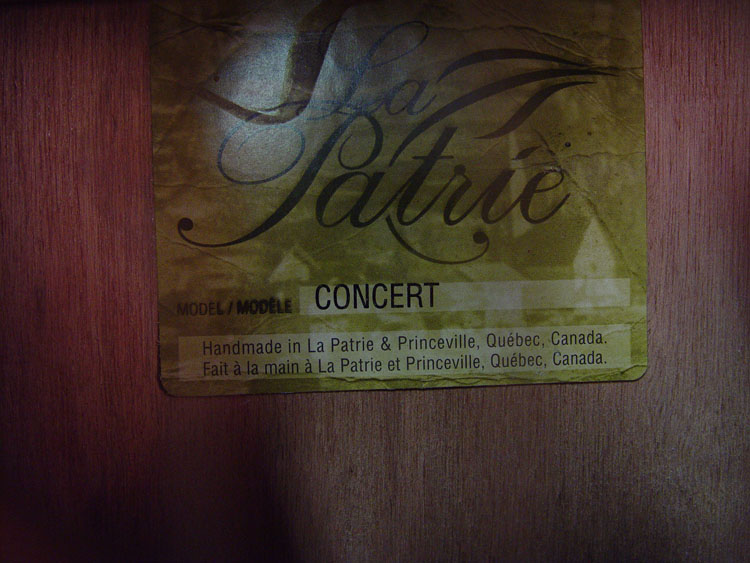 La
Patrie
MODEL / MODÈLE CONCERT
Handmade in La Patrie & Princeville, Québec, Canada.
Fait à la main à La Patrie et Princeville, Québec, Canada.